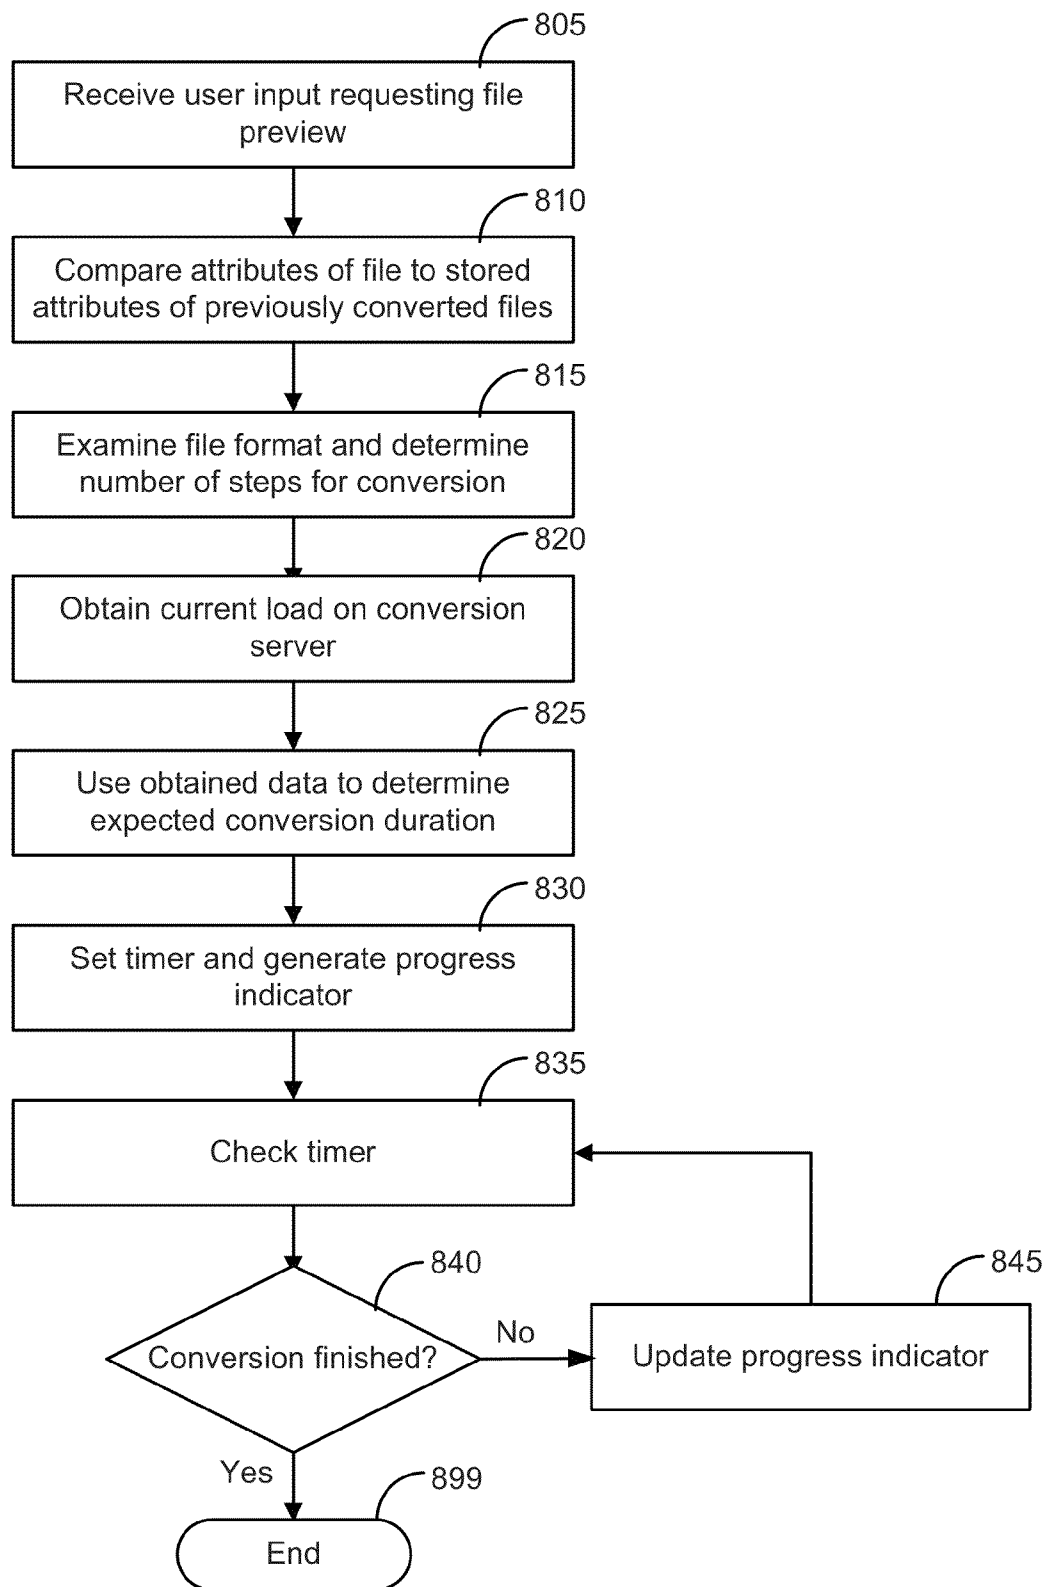 805
Receive user input requesting file
preview
810
Compare attributes of file to stored
attributes of previously converted files
815
Examine file format and determine
number of steps for conversion
820
Obtain current load on conversion
server
825
Use obtained data to determine
expected conversion duration
830
Set timer and generate progress
indicator
835
Check timer
840
Conversion finished?
No
845
Update progress indicator
Yes
899
End